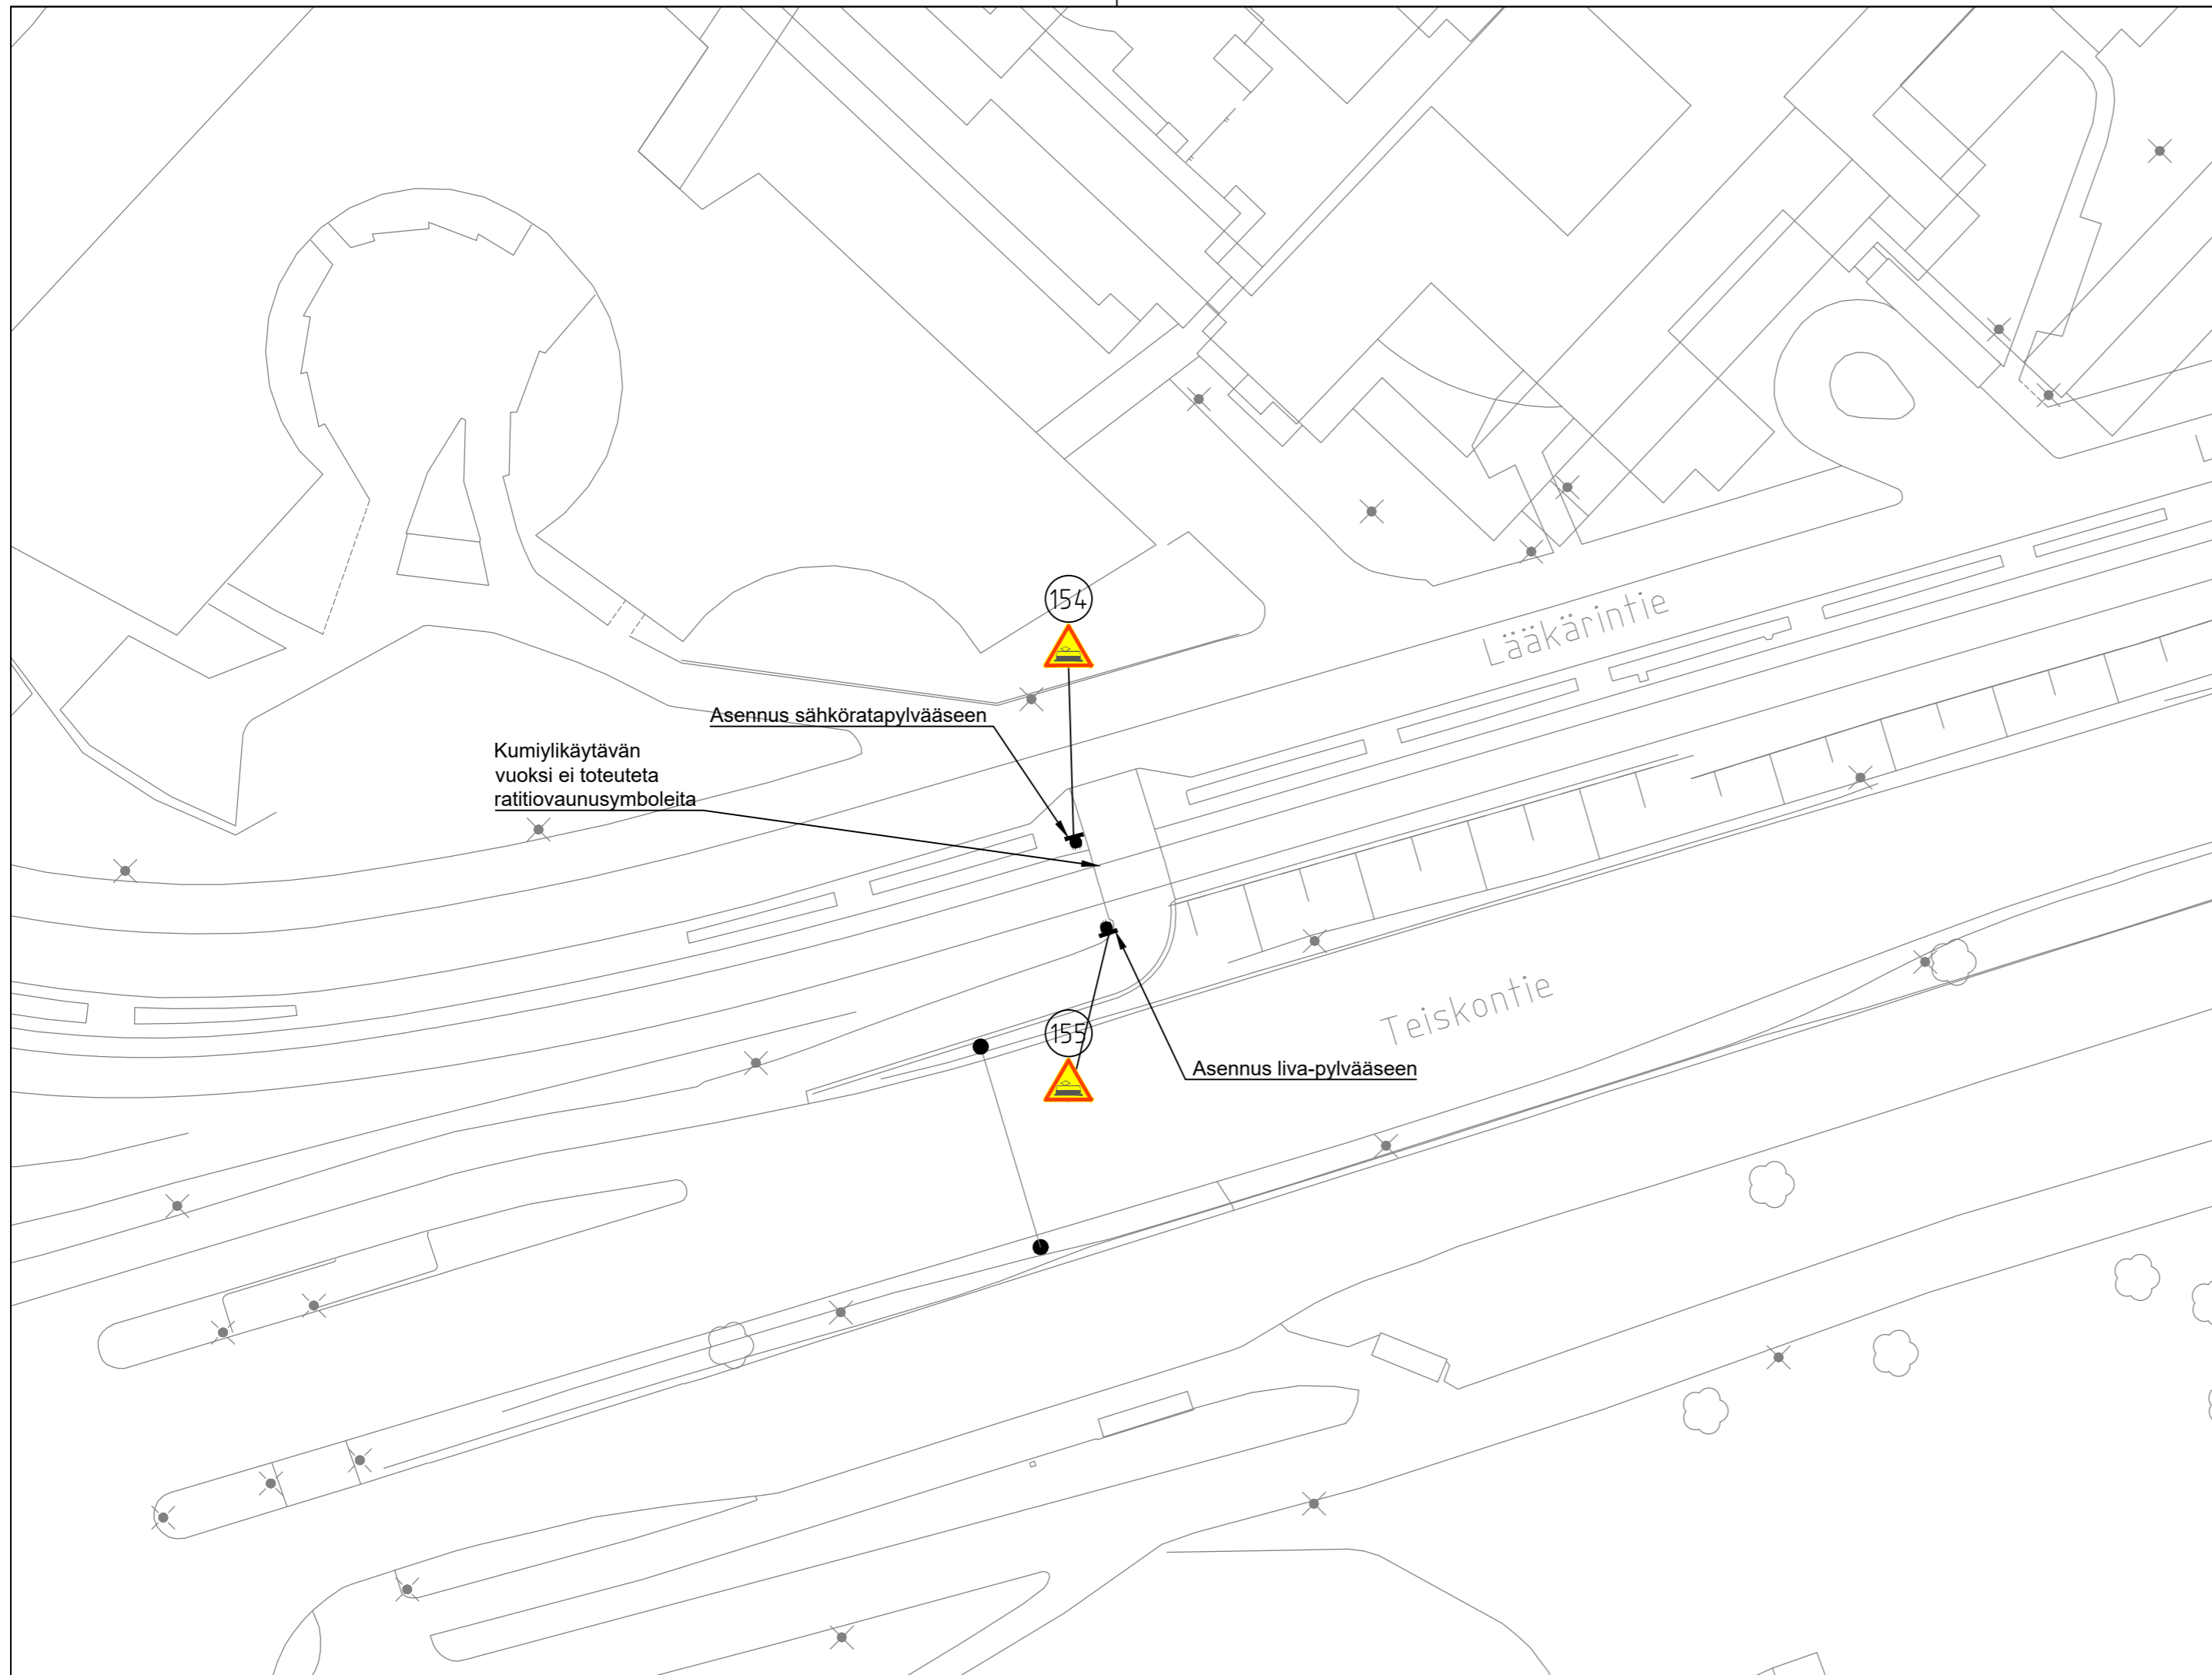 154
Lääkärintie
Asennus sähköratapylvääseen
Kumiylikäytävän
vuoksi ei toteuteta
ratitiovaunusymboleita
Teiskontie
155
Asennus liva-pylvääseen